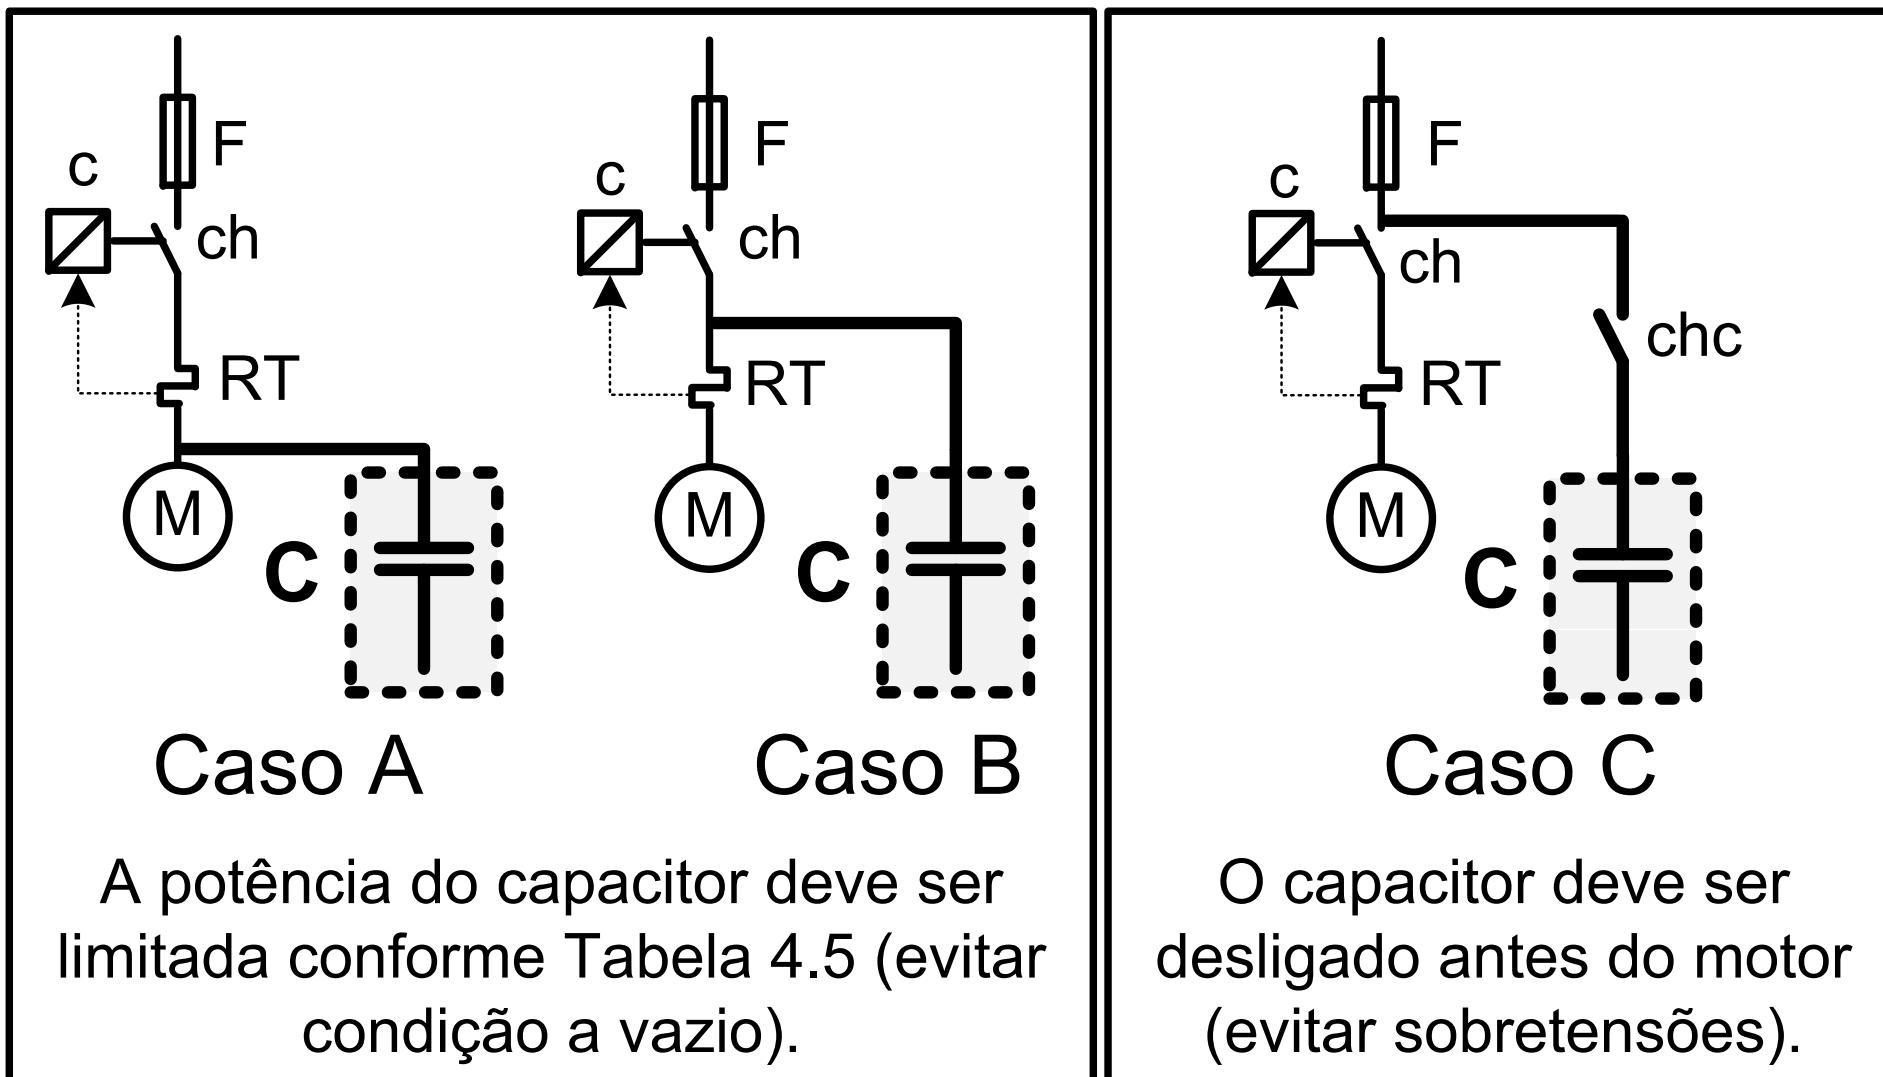 F
c
ch
RT
M
C
Caso A
F
c
ch
RT
M
C
Caso B
A potência do capacitor deve ser
limitada conforme Tabela 4.5 (evitar
condição a vazio).
F
c
ch
chc
RT
M
C
Caso C
O capacitor deve ser
desligado antes do motor
(evitar sobretensões).